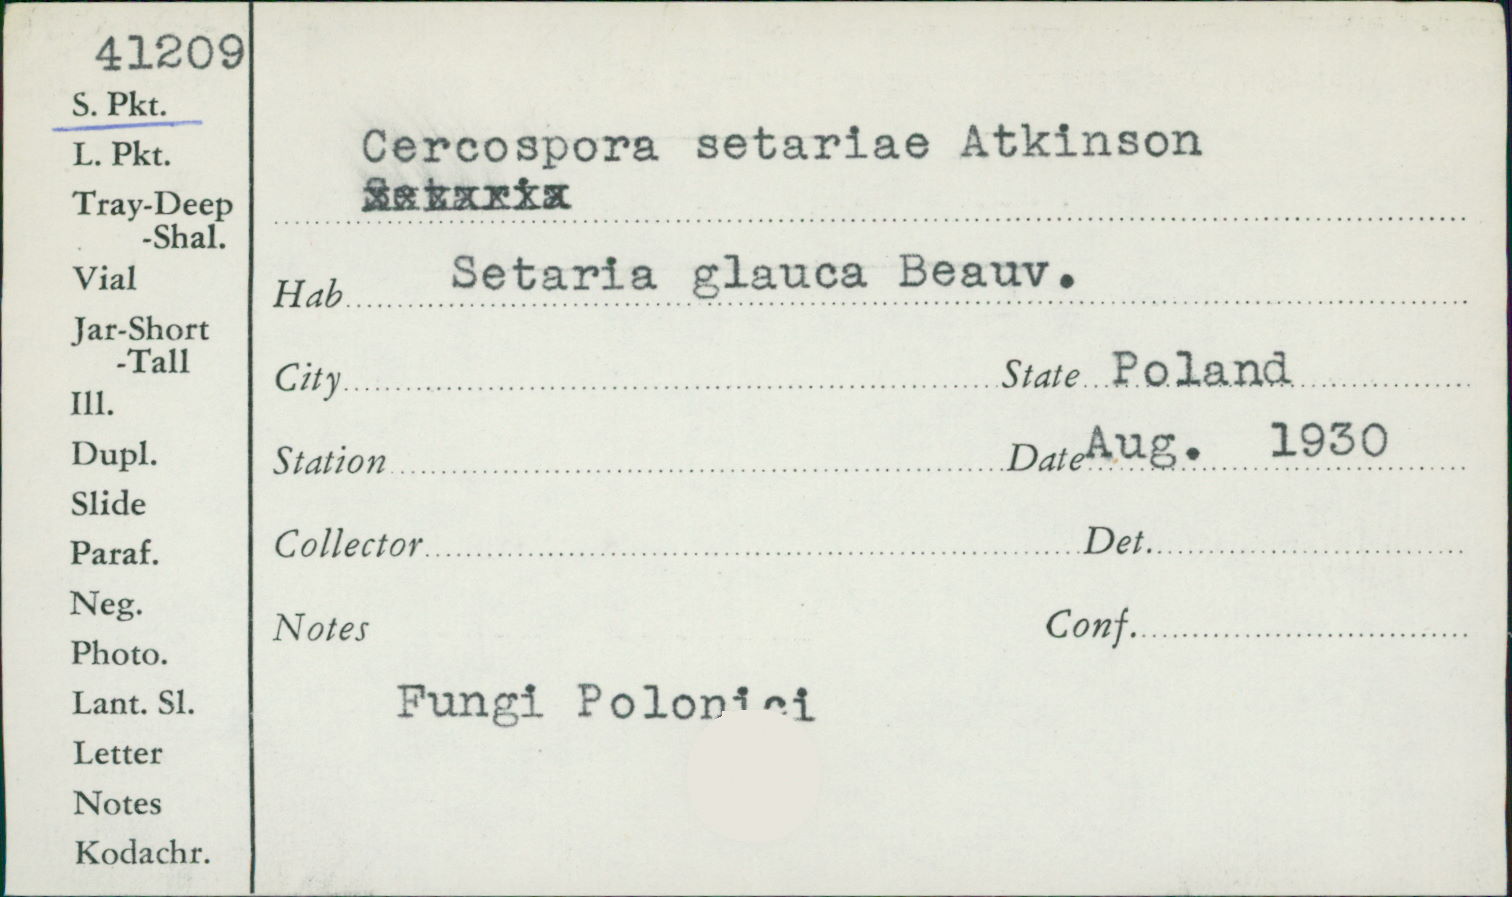 41209
S. Pkt.
L. Pkt.
Tray-Deep
-Shal.
Vial
Jar-Short
-Tall
Ill.
Dupl.
Slide
Paraf.
Neg.
Photo.
Lant. Sl.
Letter
Notes
Kodachr.
Cercospora setariae Atkinson
Setaria
Hab Setaria glauca Beauv.
City State Poland
Station Date Aug. 1930
Collector Det.
Notes Conf.
Fungi Polonici